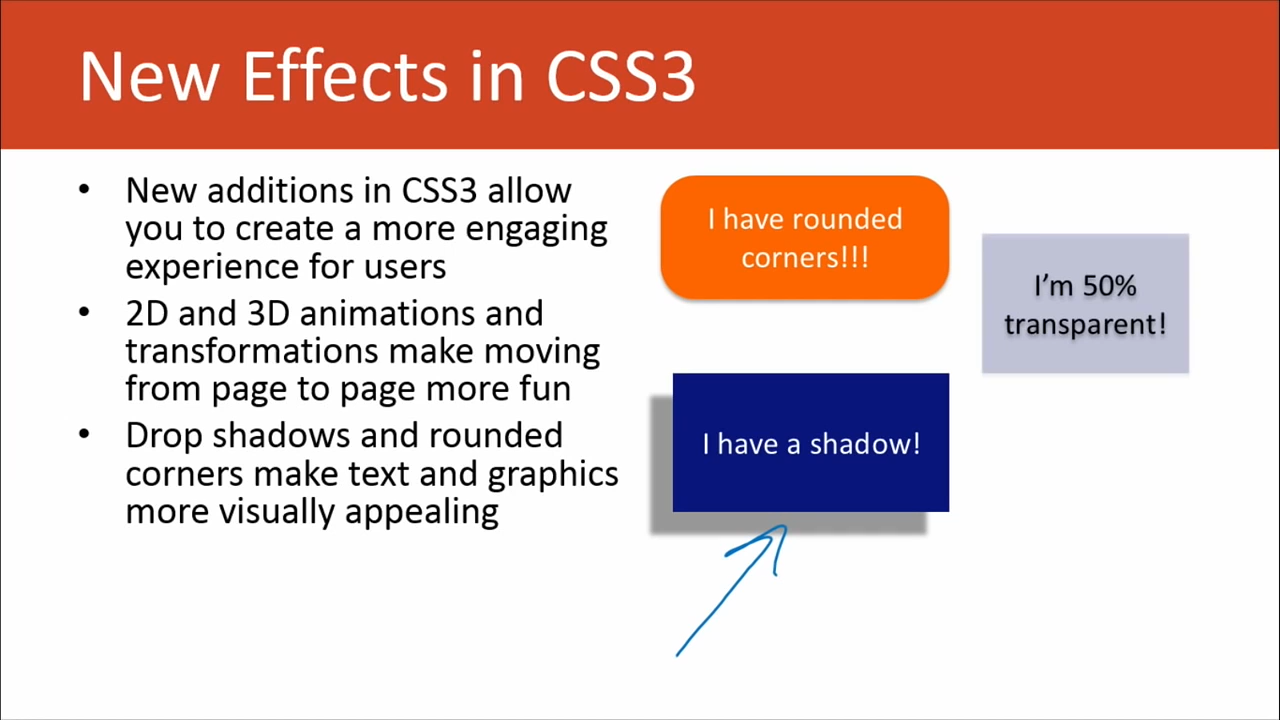 New Effects in CSS3
• New additions in CSS3 allow
you to create a more engaging
experience for users
• 2D and 3D animations and
transformations make moving
from page to page more fun
• Drop shadows and rounded
corners make text and graphics
more visually appealing
I have rounded
corners!!!
I’m 50%
transparent!
I have a shadow!